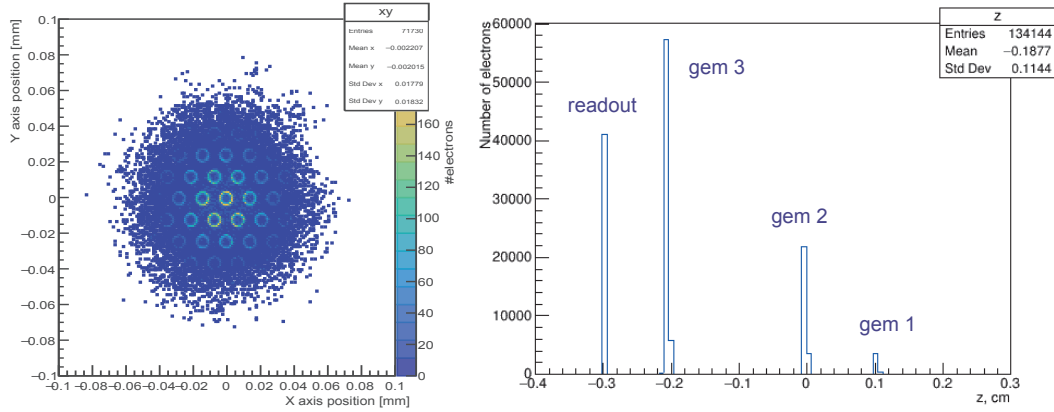 xy
Entries 71730
Mean x −0.002207
Mean y −0.002015
Std Dev x 0.01779
Std Dev y 0.01832
Y axis position [mm]
0.1
0.08
0.06
0.04
0.02
0
−0.02
−0.04
−0.06
−0.08
−0.1
−0.1 −0.08 −0.06 −0.04 −0.02 0 0.02 0.04 0.06 0.08 0.1
X axis position [mm]
160
140
120
100
80
60
40
20
0
#electrons
z
Entries 134144
Mean −0.1877
Std Dev 0.1144
Number of electrons
60000
50000
40000
30000
20000
10000
0
readout
gem 3
gem 2
gem 1
−0.4 −0.3 −0.2 −0.1 0 0.1 0.2 0.3
z, cm